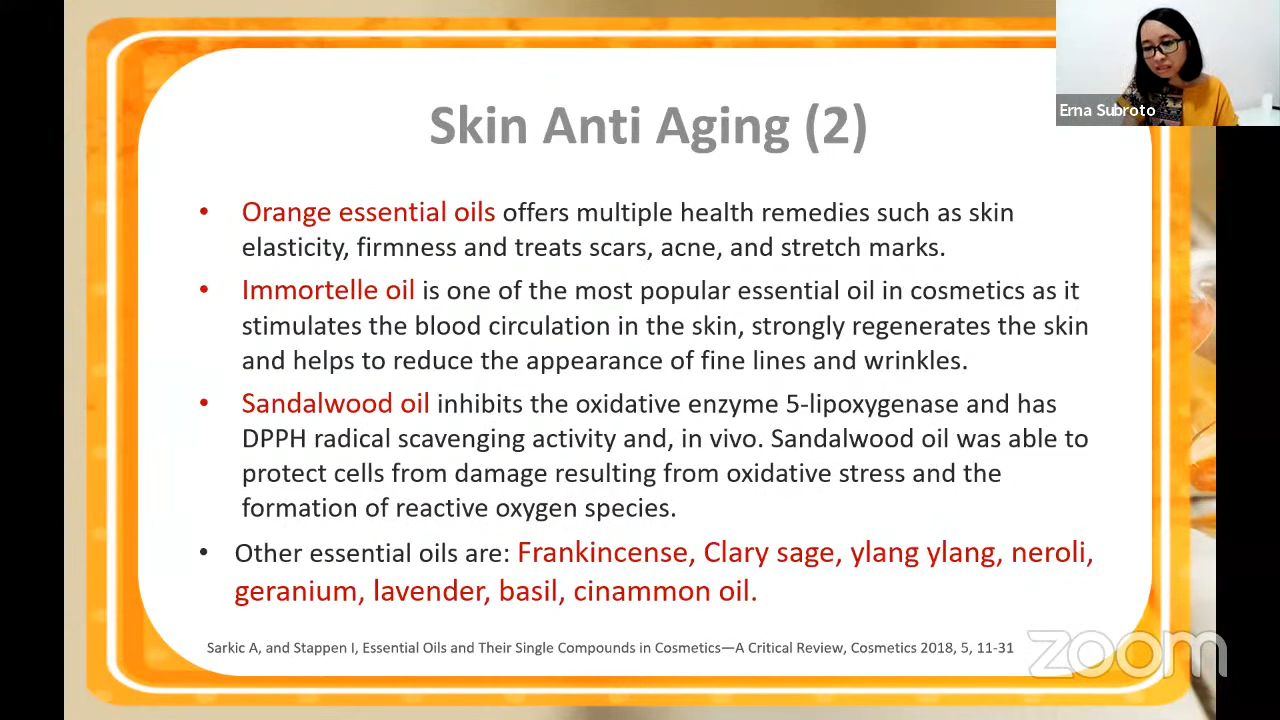 Erna Subroto
Skin Anti Aging (2)
• Orange essential oils offers multiple health remedies such as skin
elasticity, firmness and treats scars, acne, and stretch marks.
• Immortelle oil is one of the most popular essential oil in cosmetics as it
stimulates the blood circulation in the skin, strongly regenerates the skin
and helps to reduce the appearance of fine lines and wrinkles.
• Sandalwood oil inhibits the oxidative enzyme 5-lipoxygenase and has
DPPH radical scavenging activity and, in vivo. Sandalwood oil was able to
protect cells from damage resulting from oxidative stress and the
formation of reactive oxygen species.
• Other essential oils are: Frankincense, Clary sage, ylang ylang, neroli,
geranium, lavender, basil, cinammon oil.
Sarkic A, and Stappen I, Essential Oils and Their Single Compounds in Cosmetics—A Critical Review, Cosmetics 2018, 5, 11-31
zoom